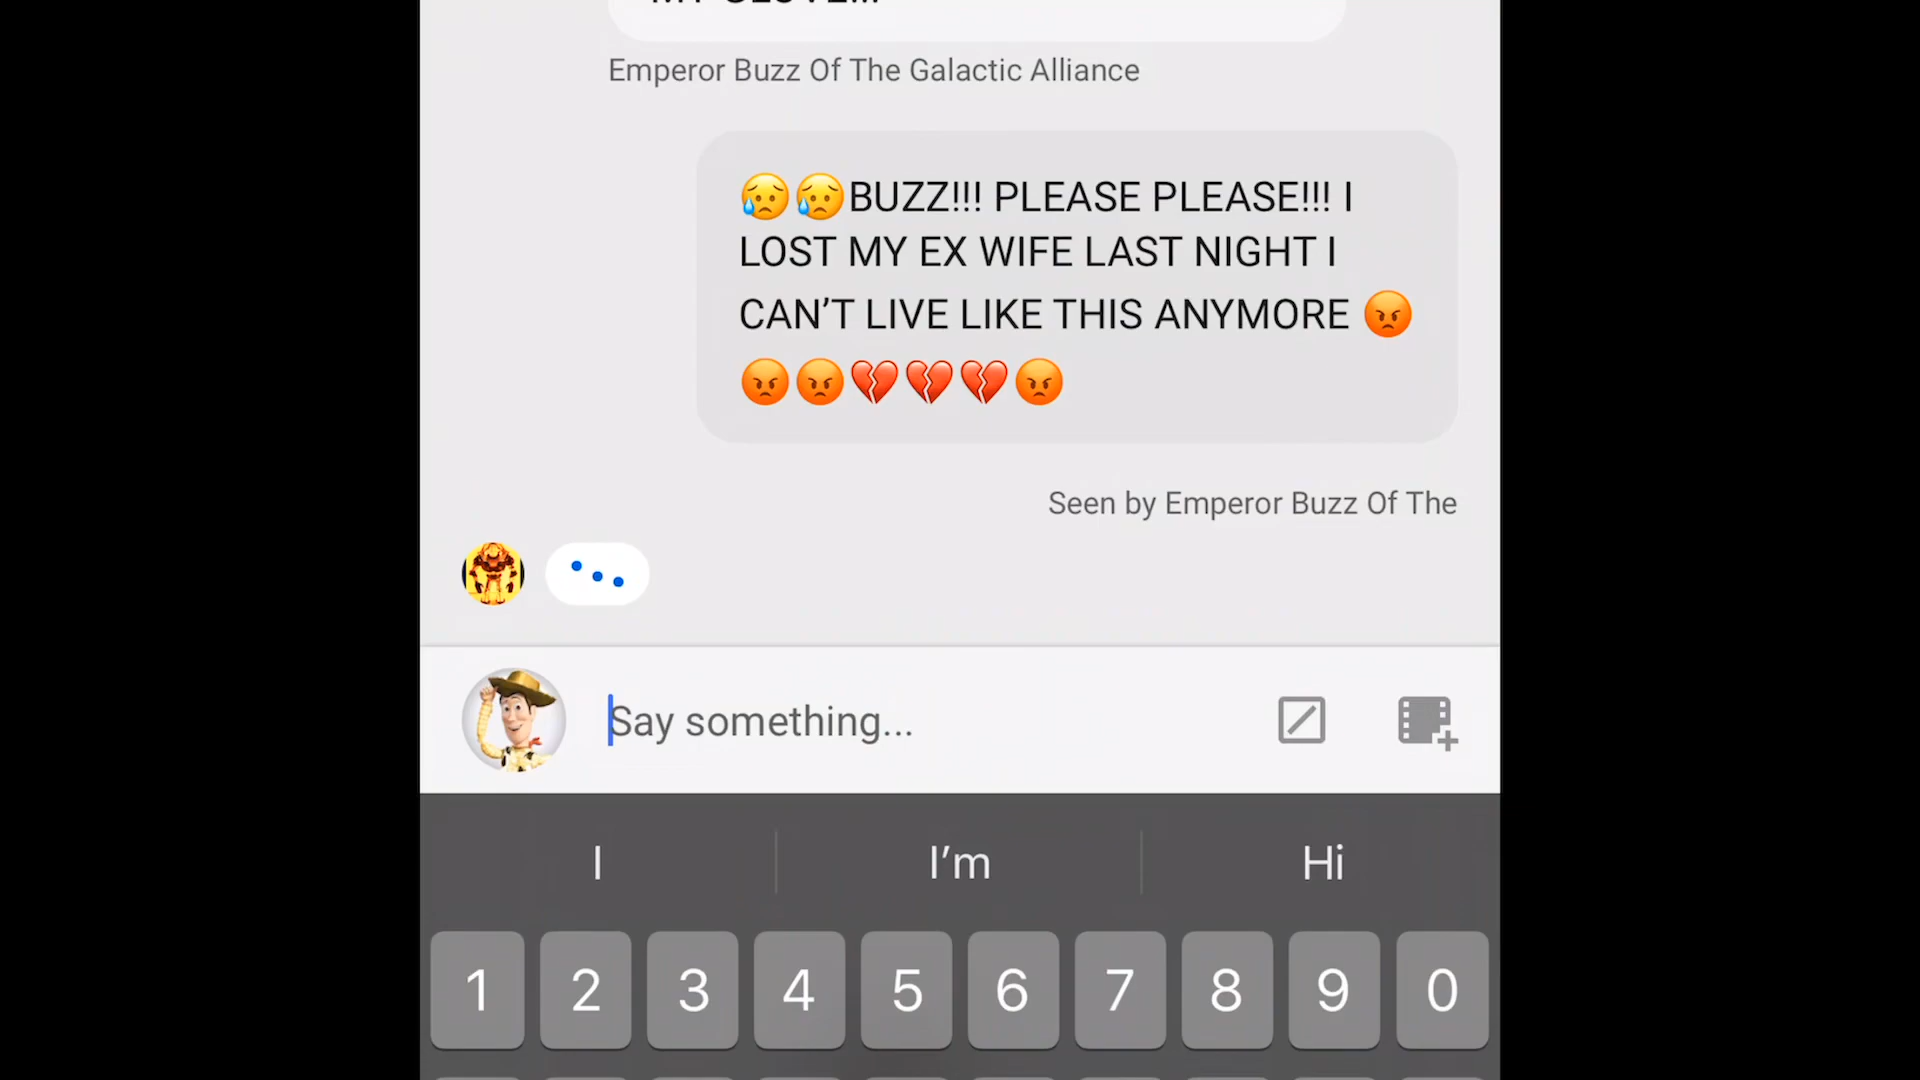 Emperor Buzz Of The Galactic Alliance
😥😥BUZZ!!! PLEASE PLEASE!!! I
LOST MY EX WIFE LAST NIGHT I
CAN’T LIVE LIKE THIS ANYMORE 😡
😡😡💔💔💔😡
Seen by Emperor Buzz Of The
Say something...
I I’m Hi
1 2 3 4 5 6 7 8 9 0